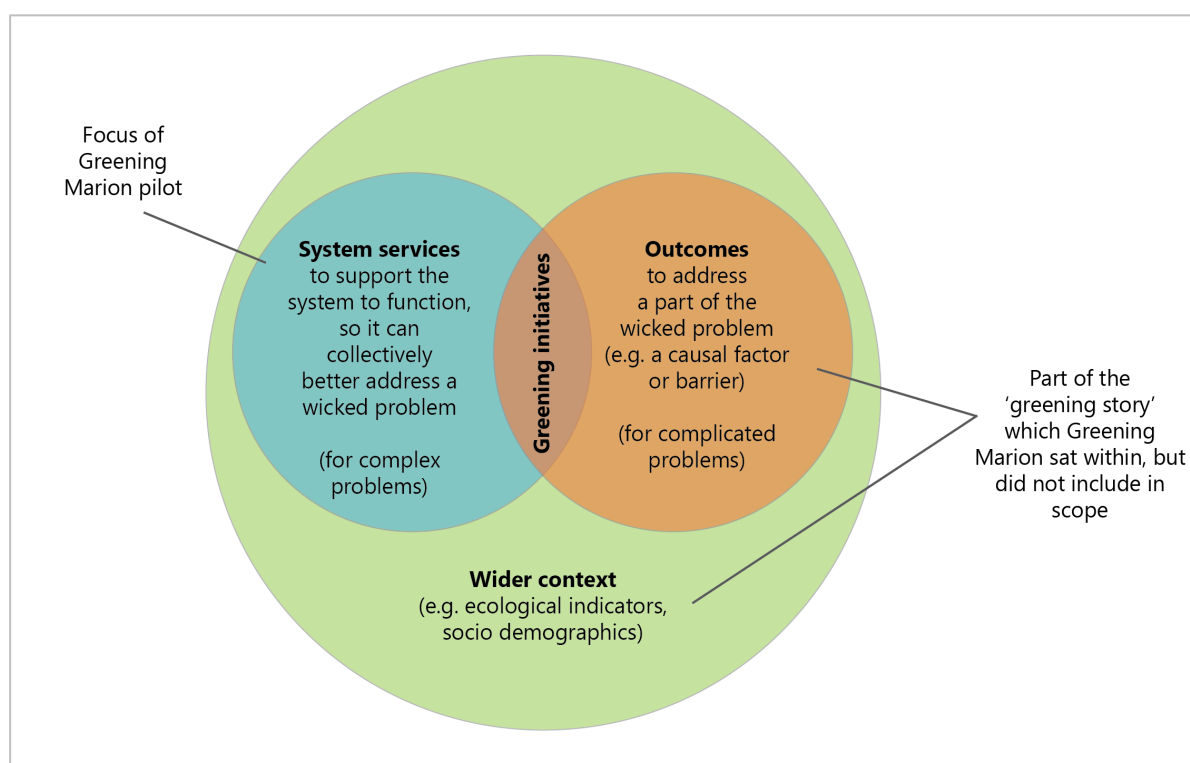 Focus of
Greening
Marion pilot
System services
to support the
system to function,
so it can
collectively
better address a
wicked problem
(for complex
problems)
Greening initiatives
Outcomes
to address
a part of the
wicked problem
(e.g. a causal factor
or barrier)
(for complicated
problems)
Part of the
‘greening story’
which Greening
Marion sat within, but
did not include in
scope
Wider context
(e.g. ecological indicators,
socio demographics)